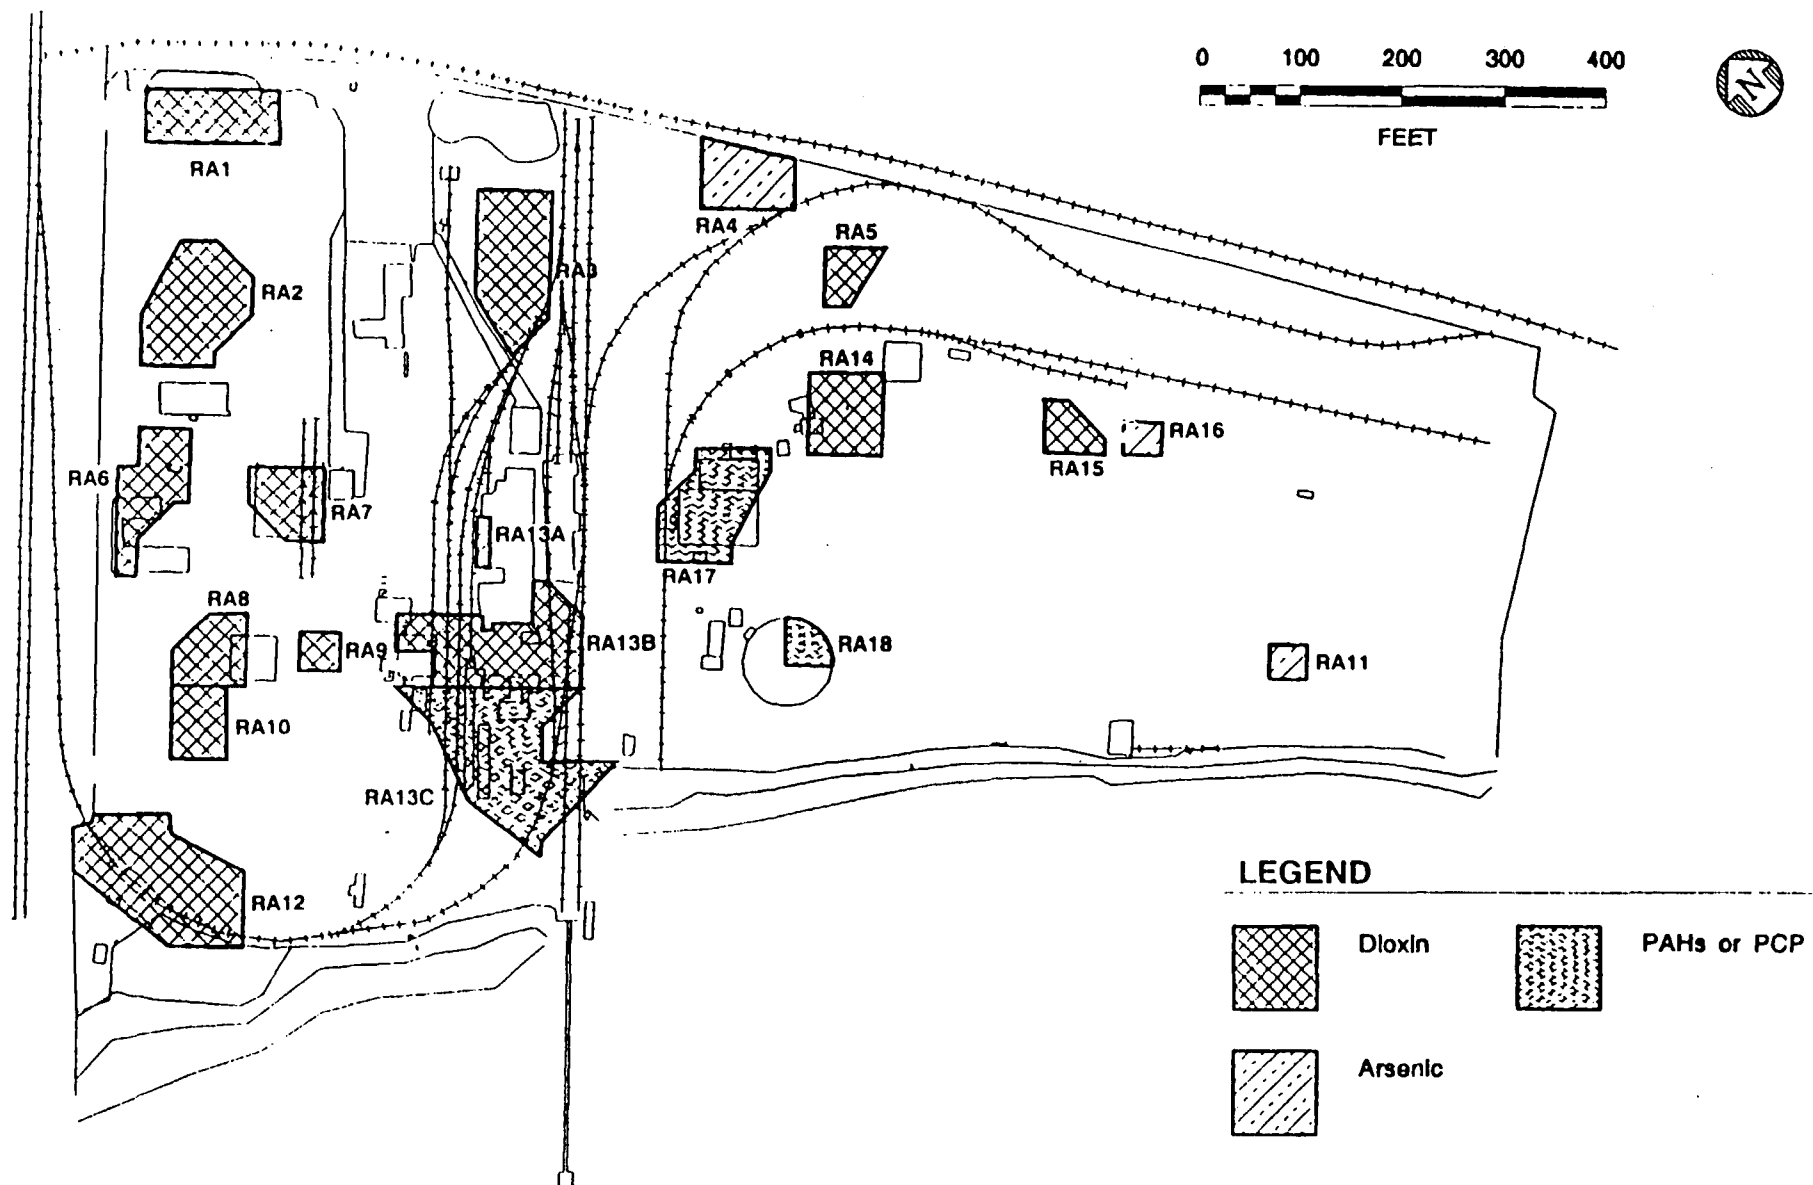 0 100 200 300 400
FEET
N
RA1
RA2
RA3
RA4
RA5
RA6
RA7
RA8
RA9
RA10
RA11
RA12
RA13A
RA13B
RA13C
RA14
RA15
RA16
RA17
RA18
LEGEND
Dioxin
PAHs or PCP
Arsenic